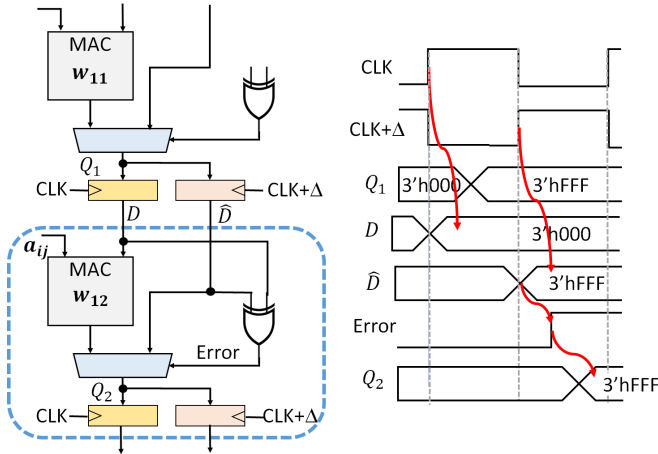 MAC
w₁₁
Q₁
CLK
CLK+Δ
D
D̂
aᵢⱼ
MAC
w₁₂
Error
Q₂
CLK
CLK+Δ
CLK
CLK+Δ
Q₁ 3'h000 3'hFFF
D 3'h000
D̂ 3'hFFF
Error
Q₂ 3'hFFF